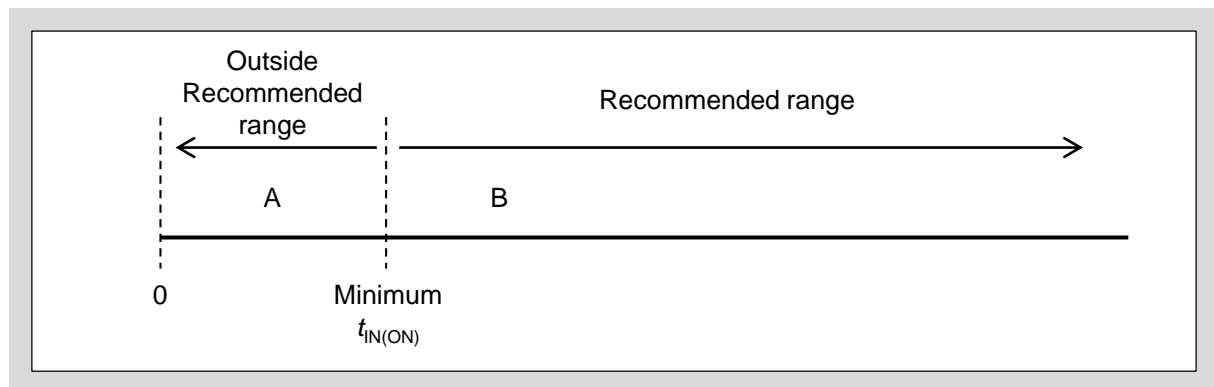 Outside
Recommended
range
Recommended range
A
B
0
Minimum
tIN(ON)